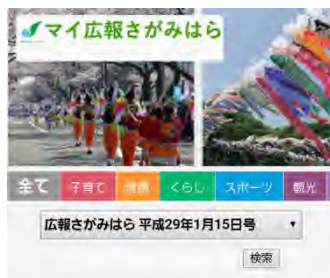 マイ広報さがみはら
全て 子育て 健康 くらし スポーツ 観光
広報さがみはら 平成29年1月15日号
検索